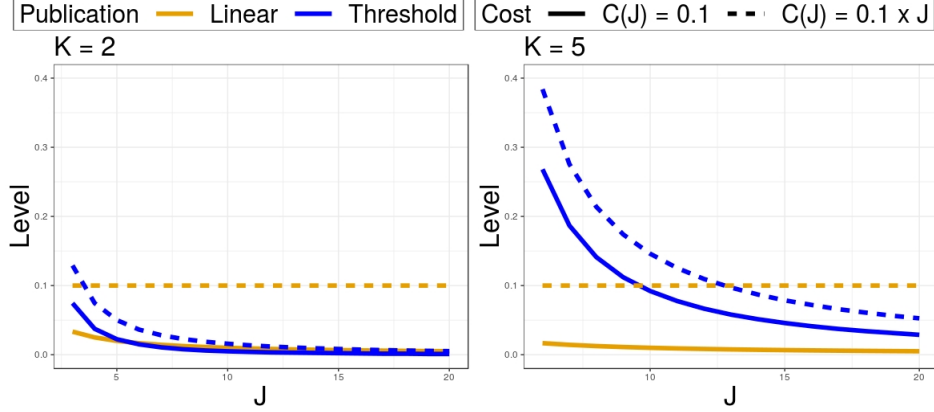 Publication Linear Threshold Cost C(J) = 0.1 C(J) = 0.1 x J
K = 2 K = 5
0.4 0.4
0.3 0.3
0.2 0.2
0.1 0.1
0.0 0.0
Level Level
5 10 15 20 10 15 20
J J